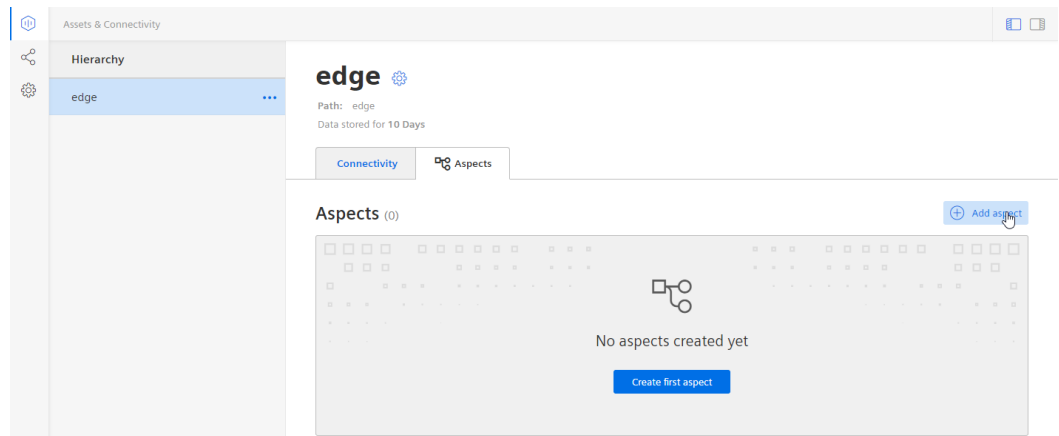 Assets & Connectivity
Hierarchy
edge
edge
Path: edge
Data stored for 10 Days
Connectivity
Aspects
Aspects (0)
Add aspect
No aspects created yet
Create first aspect